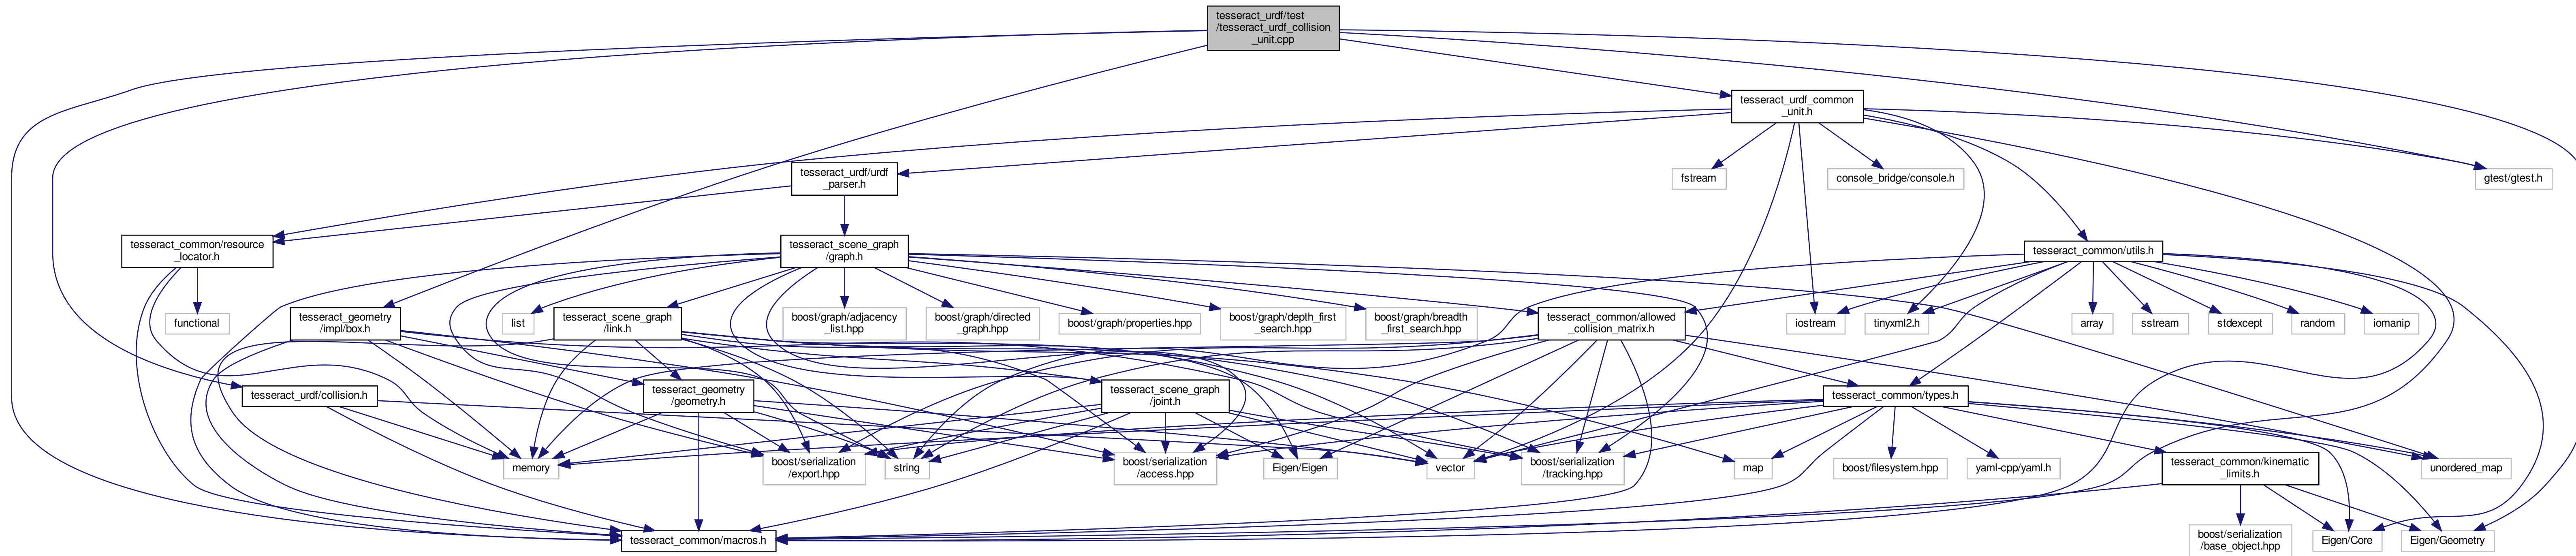 tesseract_urdf/test
/tesseract_urdf_collision
_unit.cpp
tesseract_urdf_common
_unit.h
tesseract_urdf/urdf
_parser.h
fstream
console_bridge/console.h
gtest/gtest.h
tesseract_common/resource
_locator.h
tesseract_scene_graph
/graph.h
tesseract_common/utils.h
functional
tesseract_geometry
/impl/box.h
list
tesseract_scene_graph
/link.h
boost/graph/adjacency
_list.hpp
boost/graph/directed
_graph.hpp
boost/graph/properties.hpp
boost/graph/depth_first
_search.hpp
boost/graph/breadth
_first_search.hpp
tesseract_common/allowed
_collision_matrix.h
iostream
tinyxml2.h
array
sstream
stdexcept
random
iomanip
tesseract_urdf/collision.h
tesseract_geometry
/geometry.h
tesseract_scene_graph
/joint.h
tesseract_common/types.h
memory
boost/serialization
/export.hpp
string
boost/serialization
/access.hpp
Eigen/Eigen
vector
boost/serialization
/tracking.hpp
map
boost/filesystem.hpp
yaml-cpp/yaml.h
tesseract_common/kinematic
_limits.h
unordered_map
tesseract_common/macros.h
boost/serialization
/base_object.hpp
Eigen/Core
Eigen/Geometry